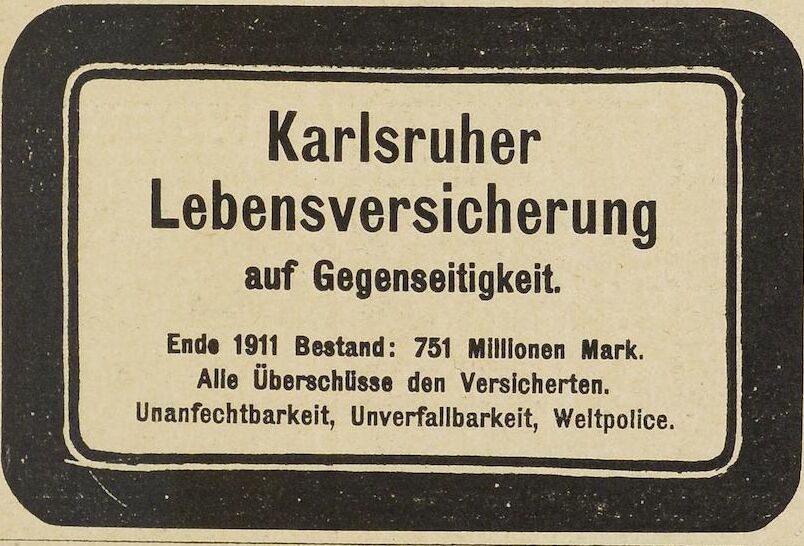 Karlsruher
Lebensversicherung
auf Gegenseitigkeit.
Ende 1911 Bestand: 751 Millionen Mark.
Alle Überschüsse den Versicherten.
Unanfechtbarkeit, Unverfallbarkeit, Weltpolice.